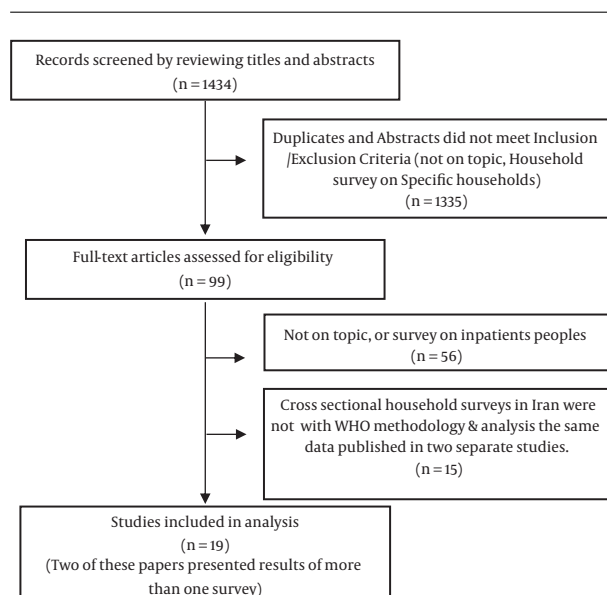 Records screened by reviewing titles and abstracts
(n = 1434)
Duplicates and Abstracts did not meet Inclusion
/Exclusion Criteria (not on topic, Household
survey on Specific households)
(n = 1335)
Full-text articles assessed for eligibility
(n = 99)
Not on topic, or survey on inpatients peoples
(n = 56)
Cross sectional household surveys in Iran were
not with WHO methodology & analysis the same
data published in two separate studies.
(n = 15)
Studies included in analysis
(n = 19)
(Two of these papers presented results of more
than one survey)